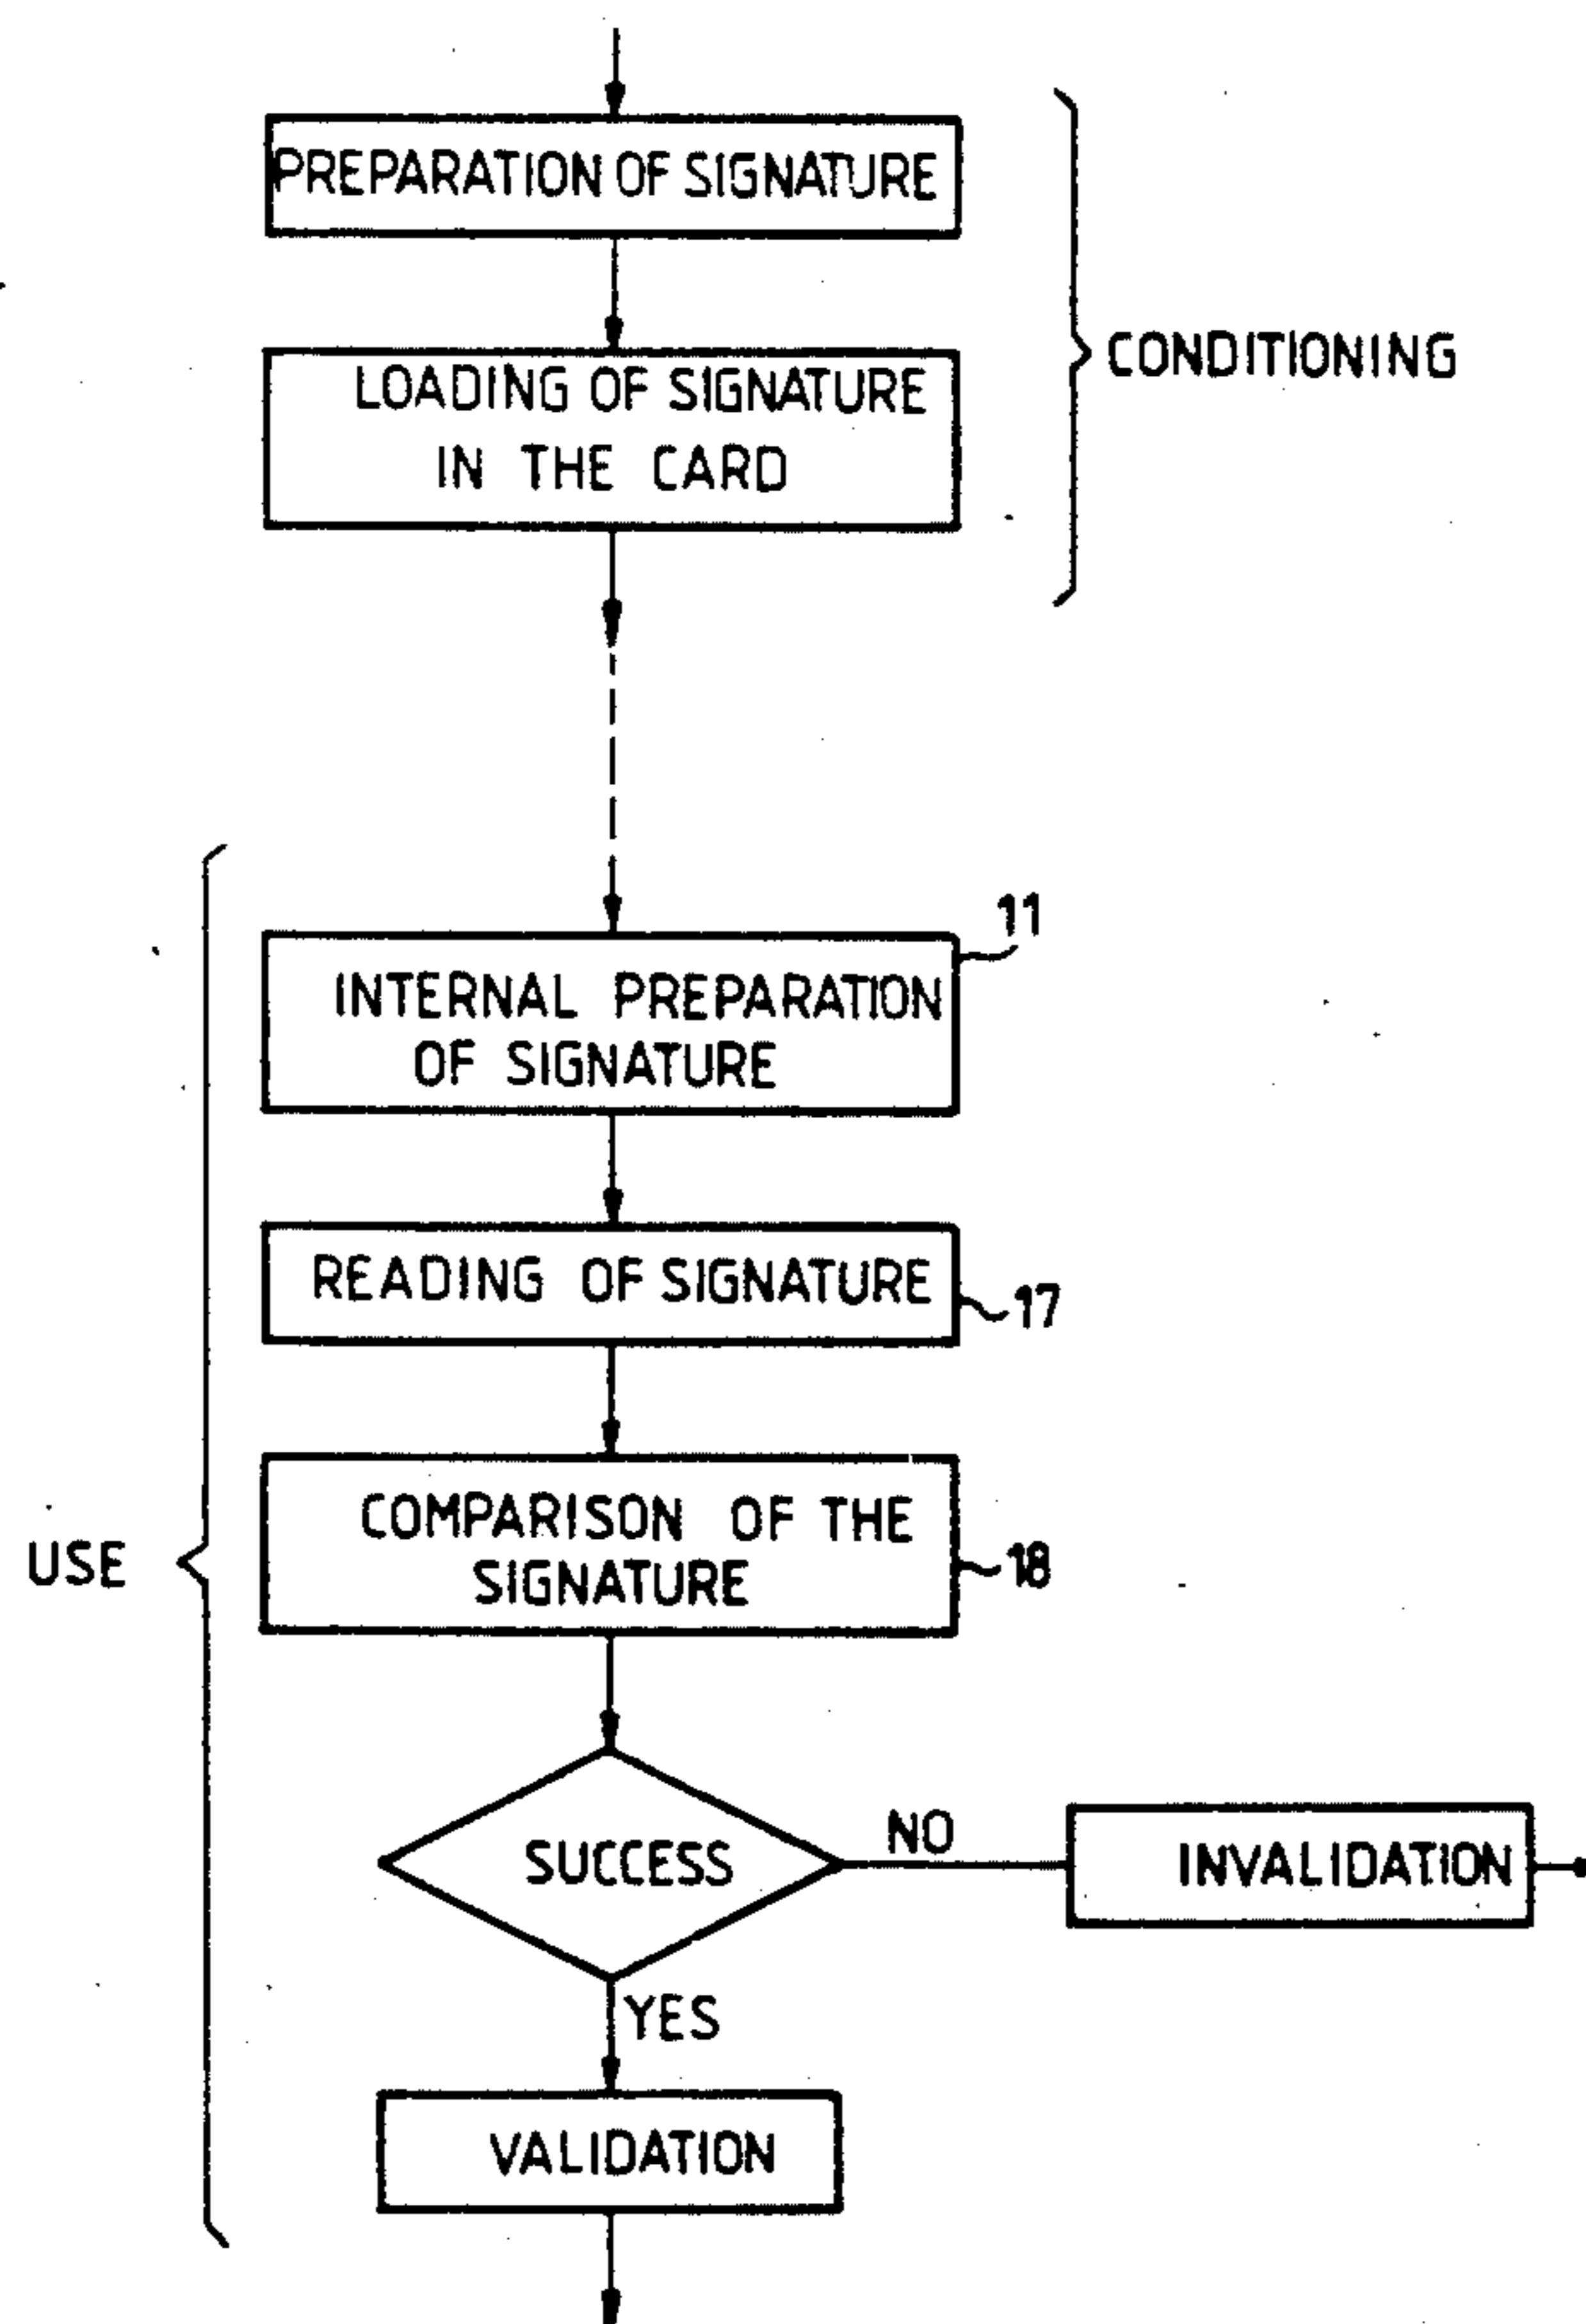 PREPARATION OF SIGNATURE
LOADING OF SIGNATURE
IN THE CARD
CONDITIONING
11
INTERNAL PREPARATION
OF SIGNATURE
READING OF SIGNATURE
17
COMPARISON OF THE
SIGNATURE
18
USE
SUCCESS
NO
INVALIDATION
YES
VALIDATION